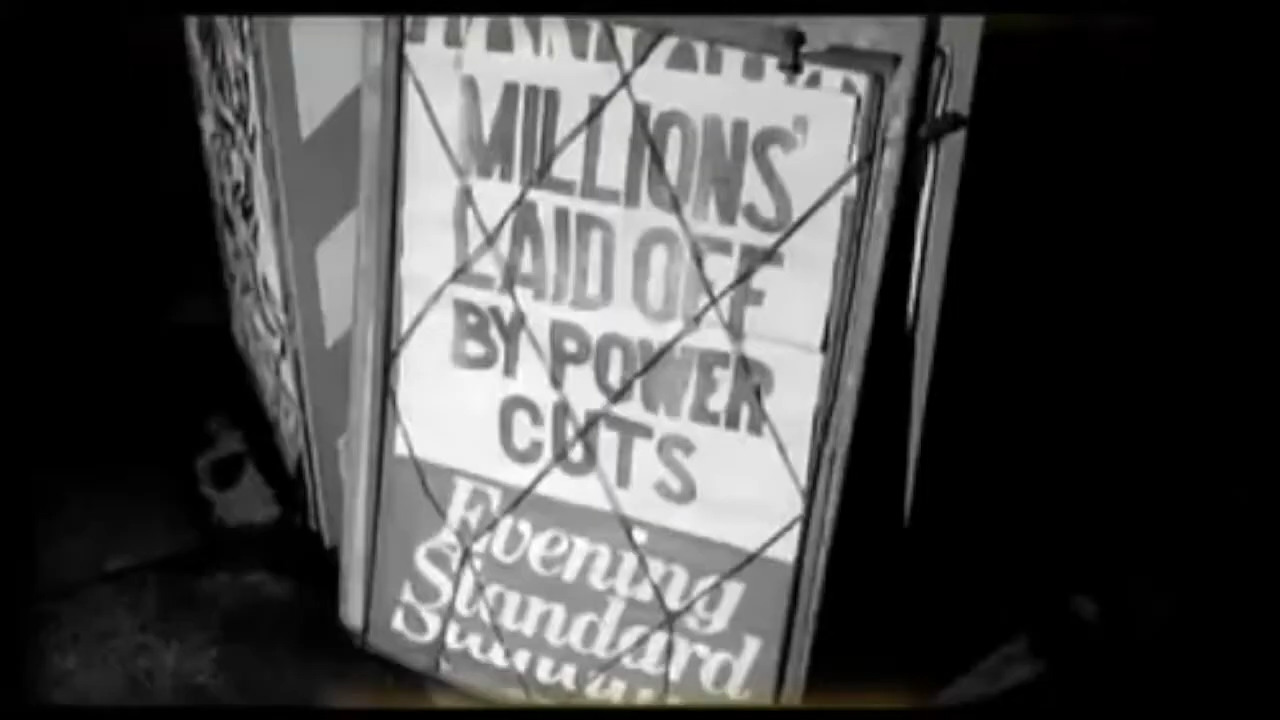 MILLIONS'
LAID OFF
BY POWER
CUTS
Evening
Standard